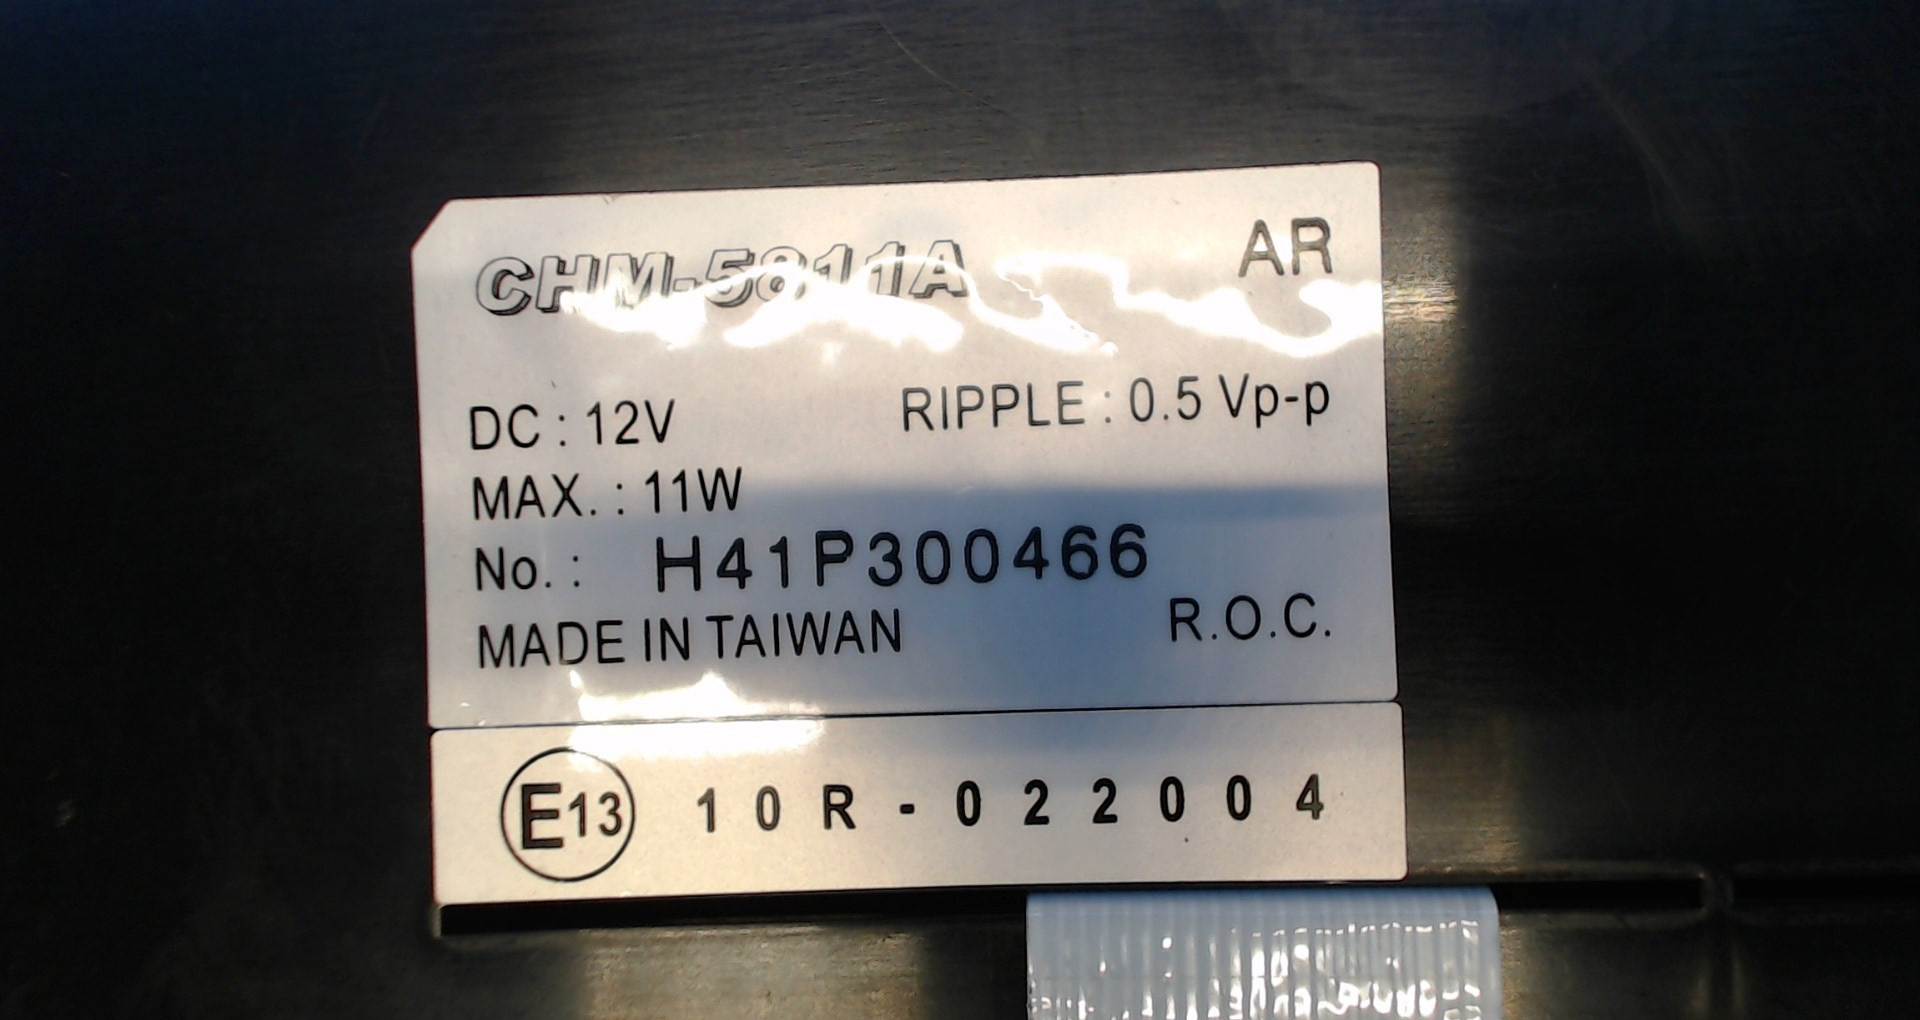 CHM-5811A AR
DC : 12V RIPPLE : 0.5 Vp-p
MAX. : 11W
No. : H41P300466
MADE IN TAIWAN R.O.C.
E13 10R-022004